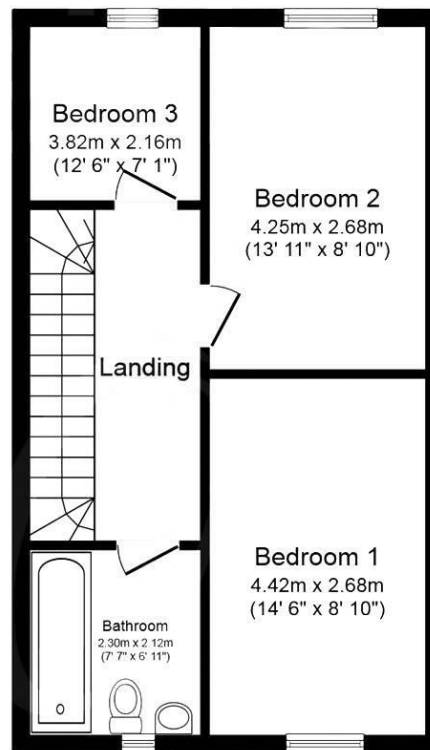 Bedroom 3
3.82m x 2.16m
(12' 6" x 7' 1")
Bedroom 2
4.25m x 2.68m
(13' 11" x 8' 10")
Landing
Bedroom 1
4.42m x 2.68m
(14' 6" x 8' 10")
Bathroom
2.30m x 2.12m
(7' 7" x 6' 11")